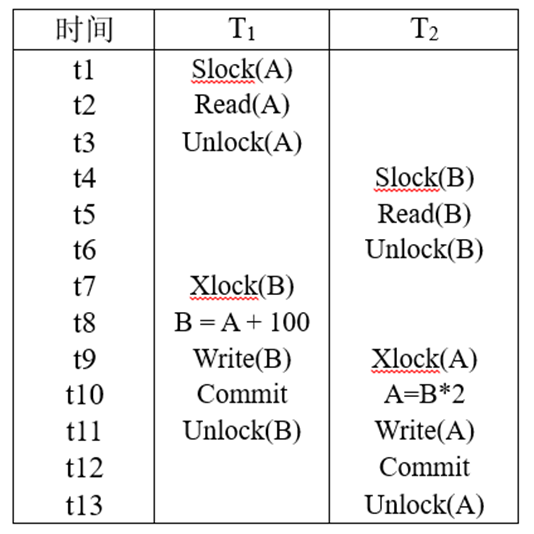 时间 T₁ T₂
t1 Slock(A)
t2 Read(A)
t3 Unlock(A)
t4 Slock(B)
t5 Read(B)
t6 Unlock(B)
t7 Xlock(B)
t8 B = A + 100
t9 Write(B) Xlock(A)
t10 Commit A=B*2
t11 Unlock(B) Write(A)
t12 Commit
t13 Unlock(A)